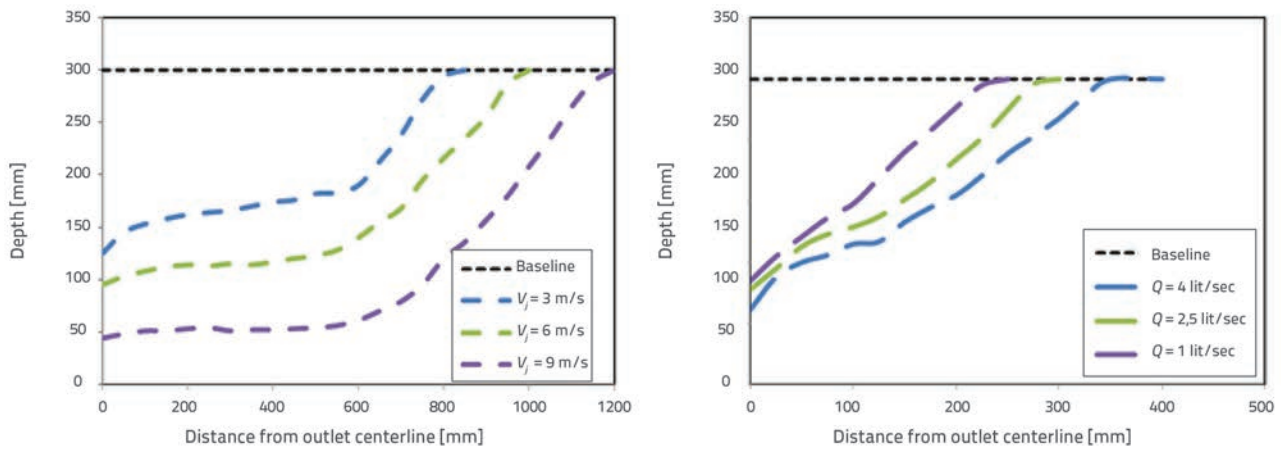 350
300
250
200
150
100
50
0
Depth [mm]
0 200 400 600 800 1000 1200
Distance from outlet centerline [mm]
Baseline
Vj = 3 m/s
Vj = 6 m/s
Vj = 9 m/s
350
300
250
200
150
100
50
0
Depth [mm]
0 100 200 300 400 500
Distance from outlet centerline [mm]
Baseline
Q = 4 lit/sec
Q = 2,5 lit/sec
Q = 1 lit/sec